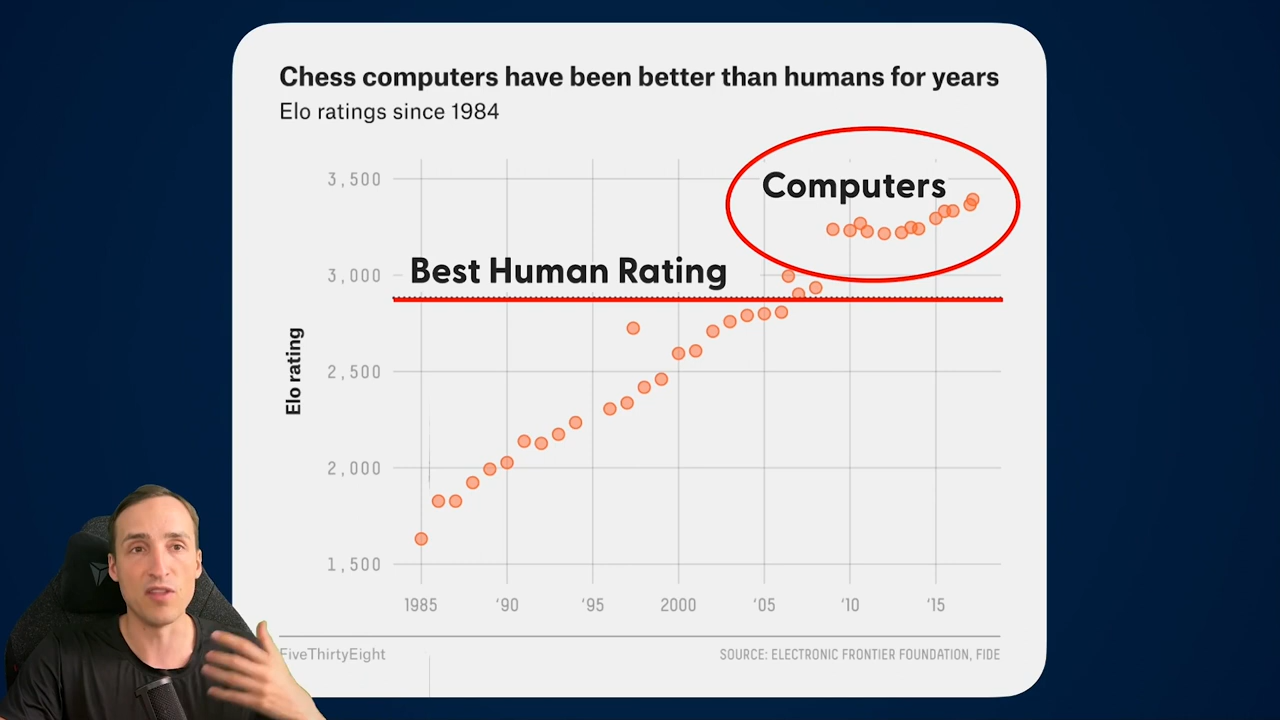 Chess computers have been better than humans for years
Elo ratings since 1984
3,500
Computers
3,000
Best Human Rating
2,500
2,000
1,500
Elo rating
1985 '90 '95 2000 '05 '10 '15
FiveThirtyEight
SOURCE: ELECTRONIC FRONTIER FOUNDATION, FIDE